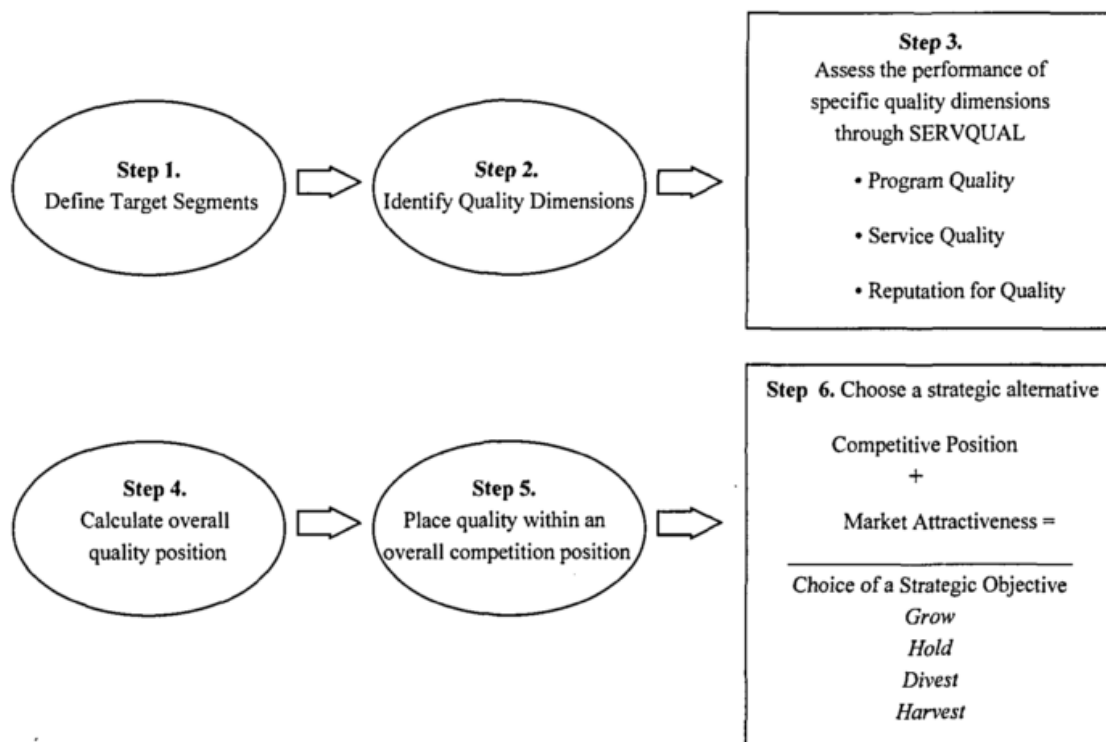 Step 1.
Define Target Segments
Step 2.
Identify Quality Dimensions
Step 3.
Assess the performance of
specific quality dimensions
through SERVQUAL
• Program Quality
• Service Quality
• Reputation for Quality
Step 4.
Calculate overall
quality position
Step 5.
Place quality within an
overall competition position
Step 6. Choose a strategic alternative
Competitive Position
+
Market Attractiveness =
Choice of a Strategic Objective
Grow
Hold
Divest
Harvest